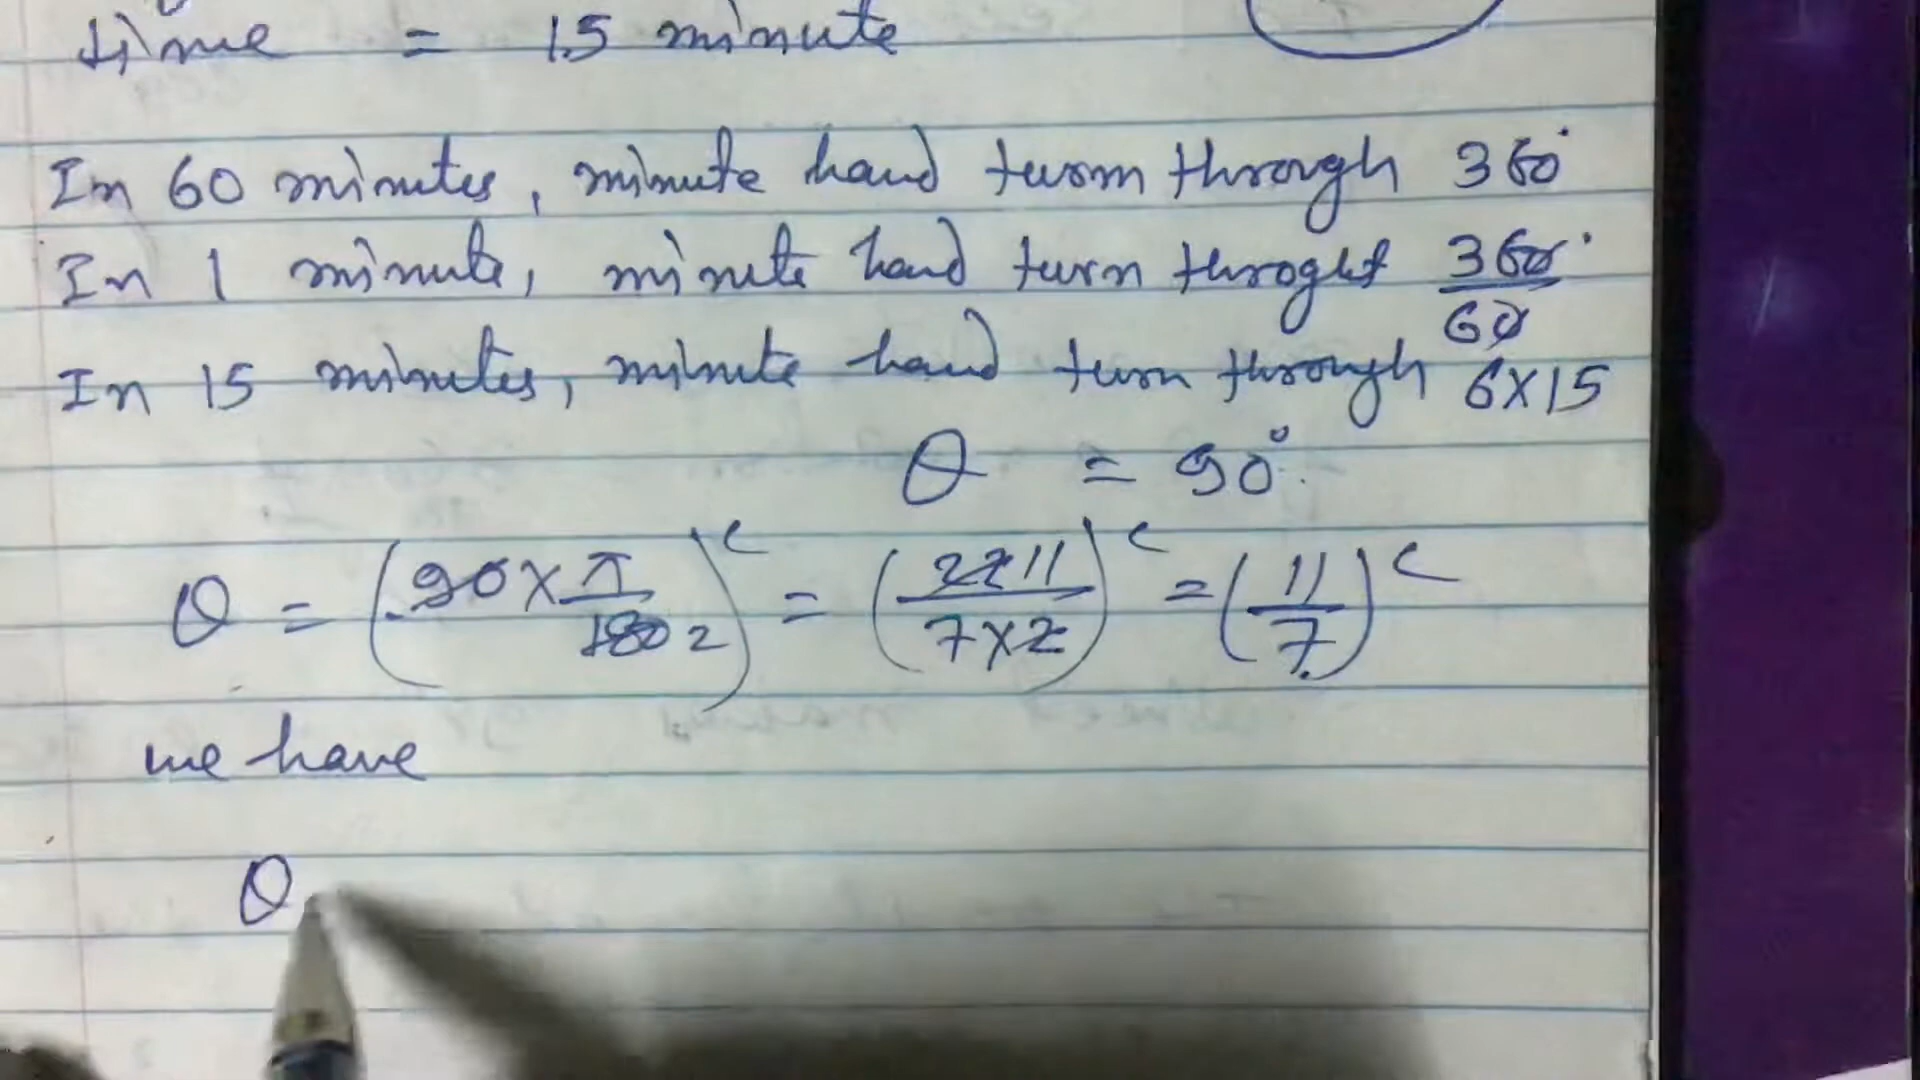 time = 15 minute
In 60 minutes, minute hand turn through 360°
In 1 minute, minute hand turn throght 360°/60
In 15 minutes, minute hand turn through 6×15
θ = 90°
θ = (90×π/180 2)ᶜ = (22 11/7×2)ᶜ = (11/7)ᶜ
we have
θ